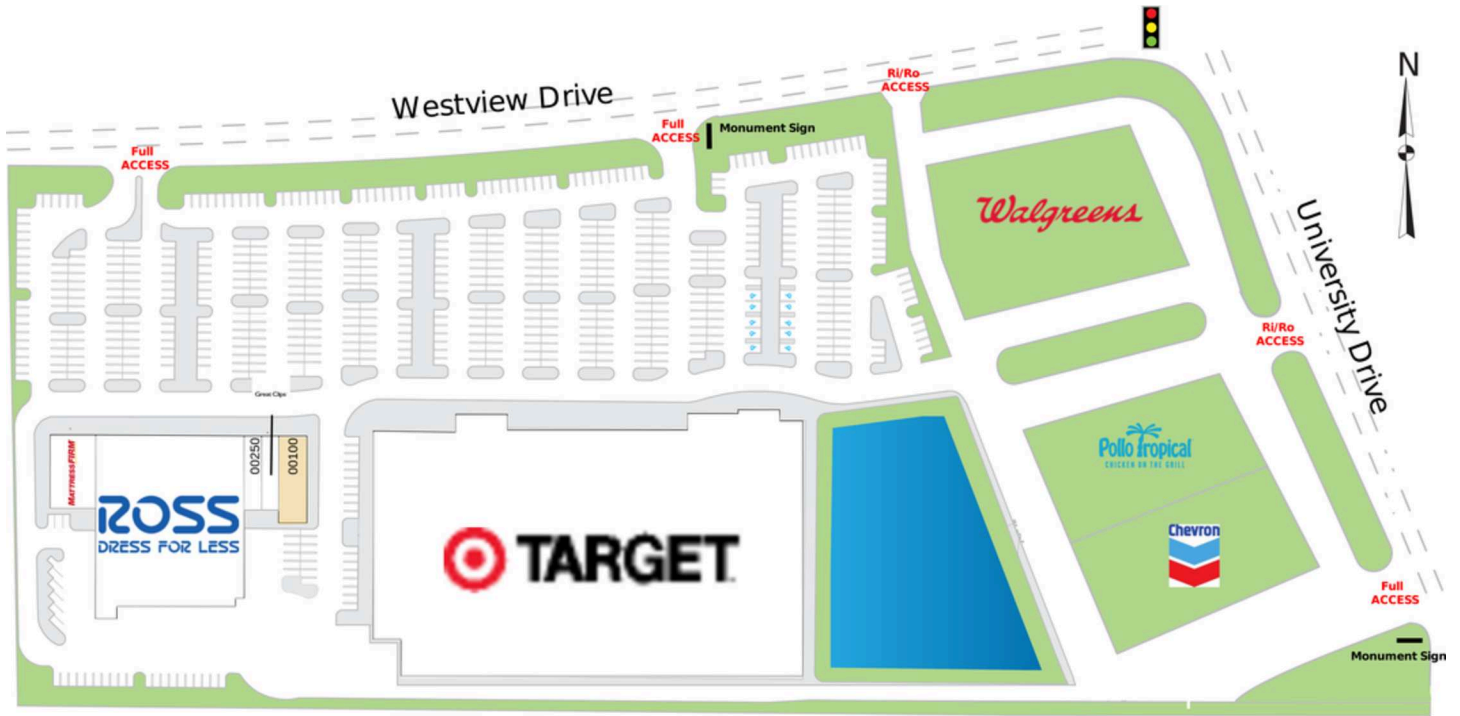 Westview Drive
Ri/Ro
ACCESS
N
Full
ACCESS
Monument Sign
Full
ACCESS
Walgreens
University Drive
Ri/Ro
ACCESS
Great Clips
MATTRESSFIRM
00250
00100
ROSS
DRESS FOR LESS
TARGET
Pollo Tropical
CHICKEN ON THE GRILL
Chevron
Full
ACCESS
Monument Sign